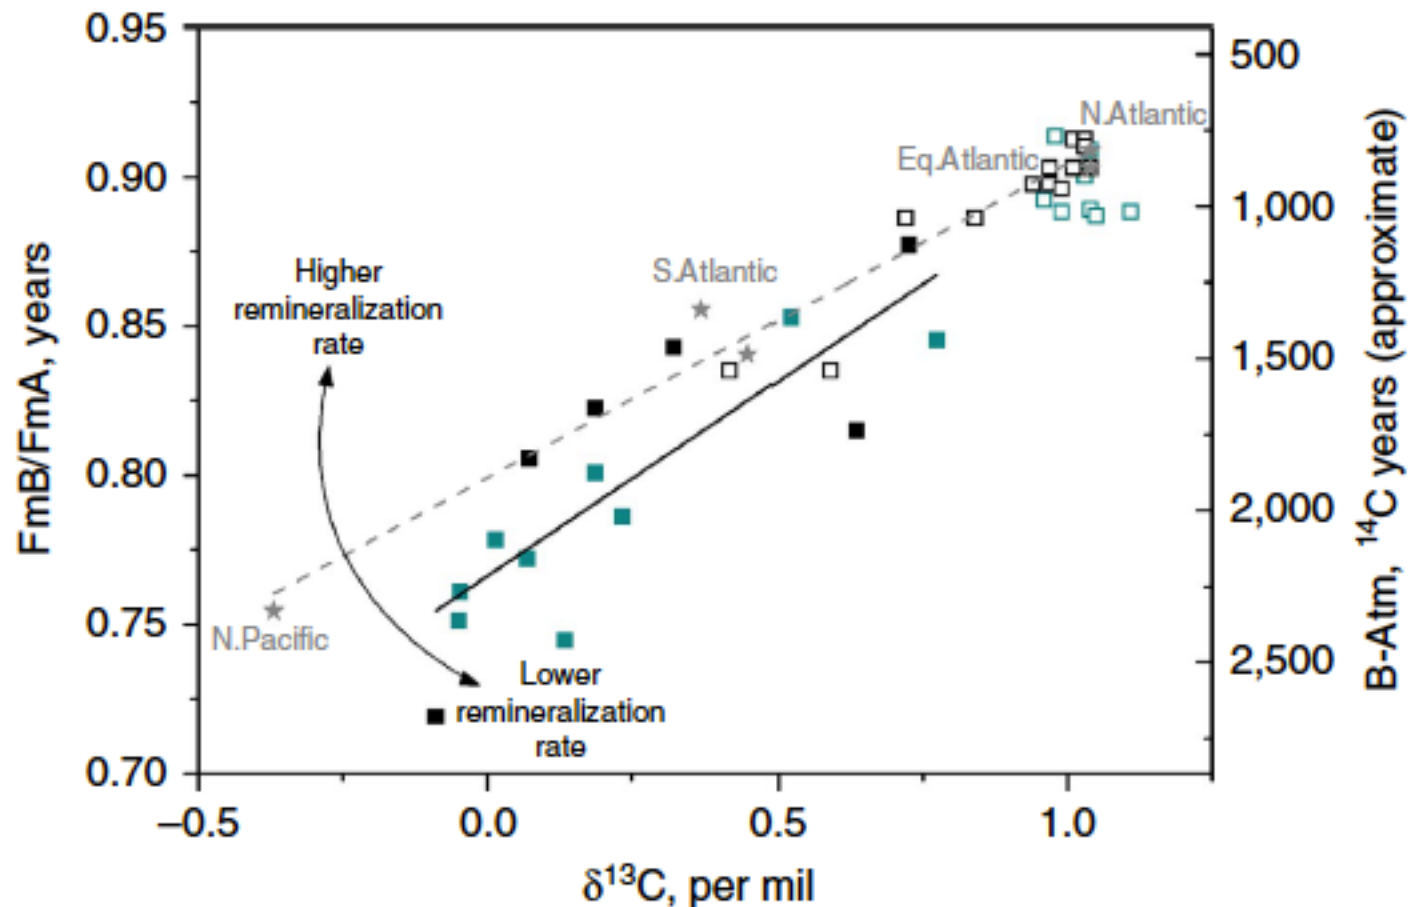 0.95
0.90
0.85
0.80
0.75
0.70
FmB/FmA, years
500
1,000
1,500
2,000
2,500
B-Atm, ¹⁴C years (approximate)
N.Atlantic
Eq.Atlantic
S.Atlantic
Higher
remineralization
rate
N.Pacific
Lower
remineralization
rate
–0.5
0.0
0.5
1.0
δ¹³C, per mil